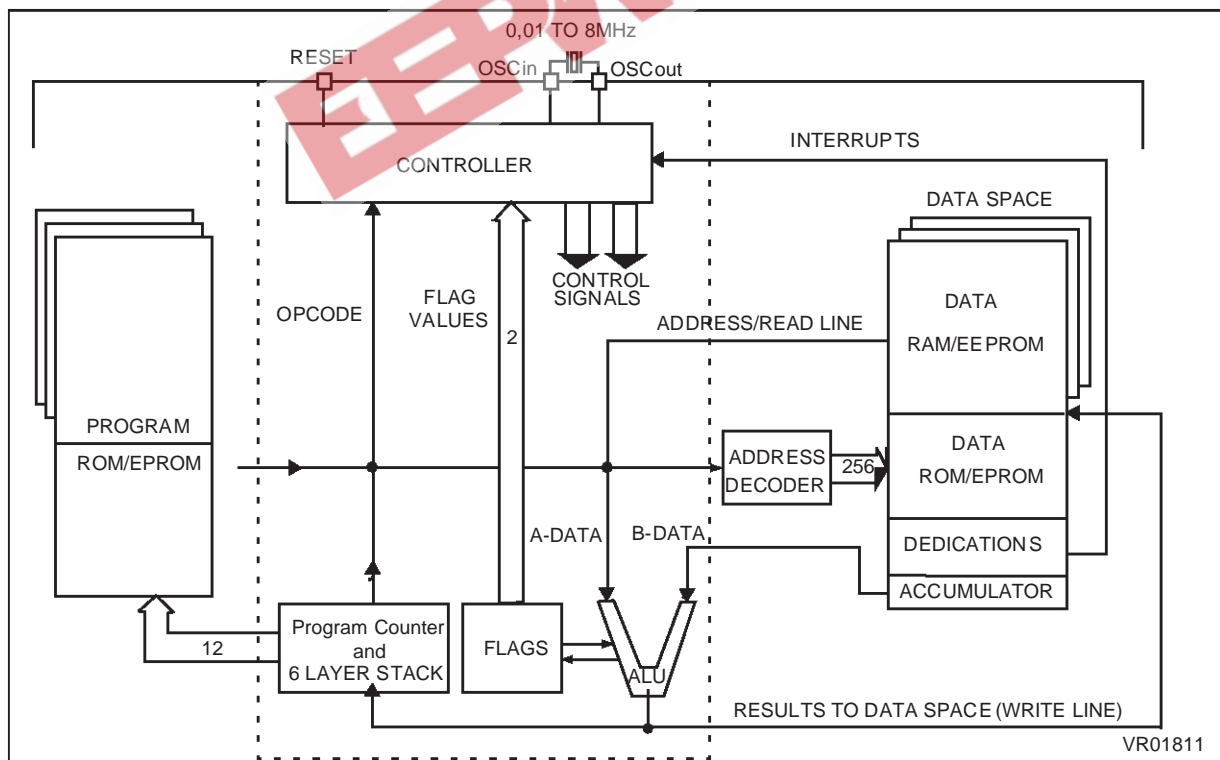 0,01 TO 8MHz
RESET
OSCin
OSCout
INTERRUPTS
CONTROLLER
DATA SPACE
CONTROL
SIGNALS
OPCODE
FLAG
VALUES
2
ADDRESS/READ LINE
DATA
RAM/EEPROM
PROGRAM
ROM/EPROM
ADDRESS
DECODER
256
DATA
ROM/EPROM
A-DATA
B-DATA
DEDICATIONS
ACCUMULATOR
12
Program Counter
and
6 LAYER STACK
FLAGS
ALU
RESULTS TO DATA SPACE (WRITE LINE)
VR01811